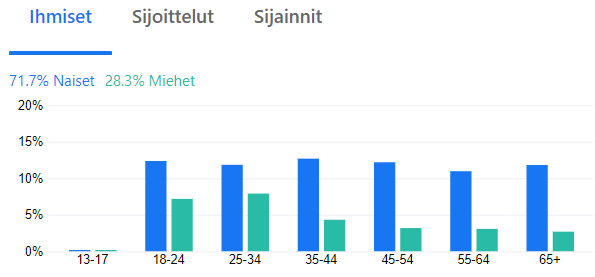 Ihmiset Sijoittelut Sijainnit
71.7% Naiset 28.3% Miehet
20%
15%
10%
5%
0%
13-17 18-24 25-34 35-44 45-54 55-64 65+